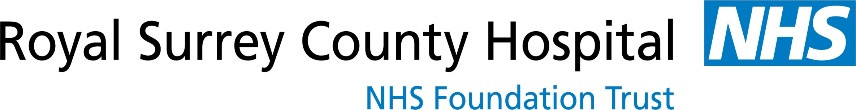 Royal Surrey County Hospital NHS
NHS Foundation Trust